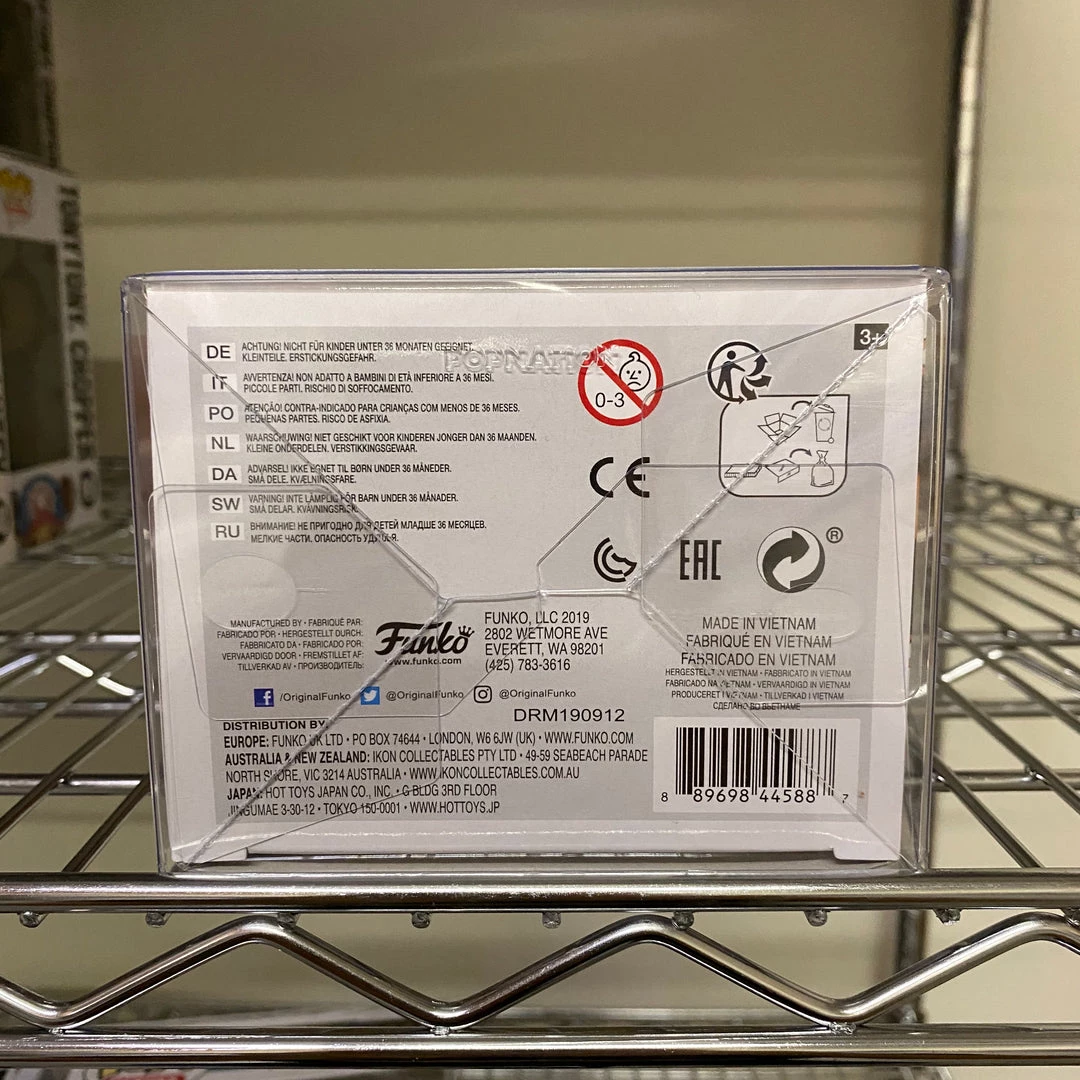 TONYTONY. CHOPPER
3+
DE ACHTUNG! NICHT FÜR KINDER UNTER 36 MONATEN GEEIGNET.
KLEINTEILE. ERSTICKUNGSGEFAHR.
POPNATION
IT AVVERTENZA! NON ADATTO A BAMBINI DI ETÀ INFERIORE A 36 MESI.
PICCOLE PARTI. RISCHIO DI SOFFOCAMENTO.
PO ATENÇÃO! CONTRA-INDICADO PARA CRIANÇAS COM MENOS DE 36 MESES.
PEQUENAS PARTES. RISCO DE ASFIXIA.
NL WAARSCHUWING! NIET GESCHIKT VOOR KINDEREN JONGER DAN 36 MAANDEN.
KLEINE ONDERDELEN. VERSTIKKINGSGEVAAR.
DA ADVARSEL! IKKE EGNET TIL BØRN UNDER 36 MÅNEDER.
SMÅ DELE. KVÆLNINGSFARE.
SW VARNING! INTE LÄMPLIG FÖR BARN UNDER 36 MÅNADER.
SMÅ DELAR. KVÄVNINGSRISK.
RU ВНИМАНИЕ! НЕ ПРИГОДНО ДЛЯ ДЕТЕЙ МЛАДШЕ 36 МЕСЯЦЕВ.
МЕЛКИЕ ЧАСТИ. ОПАСНОСТЬ УДУШЬЯ.
0-3
CE
EAC
®
MANUFACTURED BY • FABRIQUÉ PAR:
FABRICADO POR • HERGESTELLT DURCH:
FABBRICATO DA • FABRICADO POR:
VERVAARDIGD DOOR • FREMSTILLET AF:
TILLVERKAD AV • ПРОИЗВОДИТЕЛЬ:
Funko
www.funko.com
FUNKO, LLC 2019
2802 WETMORE AVE
EVERETT, WA 98201
(425) 783-3616
MADE IN VIETNAM
FABRIQUÉ EN VIETNAM
FABRICADO EN VIETNAM
HERGESTELLT IN VIETNAM • FABBRICATO IN VIETNAM
FABRICADO NA VIETNAM • VERVAARDIGD IN VIETNAM
PRODUCERET I VIETNAM • TILLVERKAD I VIETNAM
СДЕЛАНО ВО ВЬЕТНАМЕ
/OriginalFunko @OriginalFunko @OriginalFunko
DRM190912
DISTRIBUTION BY:
EUROPE: FUNKO UK LTD • PO BOX 74644 • LONDON, W6 6JW (UK) • WWW.FUNKO.COM
AUSTRALIA & NEW ZEALAND: IKON COLLECTABLES PTY LTD • 49-59 SEABEACH PARADE
NORTH SHORE, VIC 3214 AUSTRALIA • WWW.IKONCOLLECTABLES.COM.AU
JAPAN: HOT TOYS JAPAN CO., INC. • G BLDG 3RD FLOOR
JINGUMAE 3-30-12 • TOKYO 150-0001 • WWW.HOTTOYS.JP
8 89698 44588 7